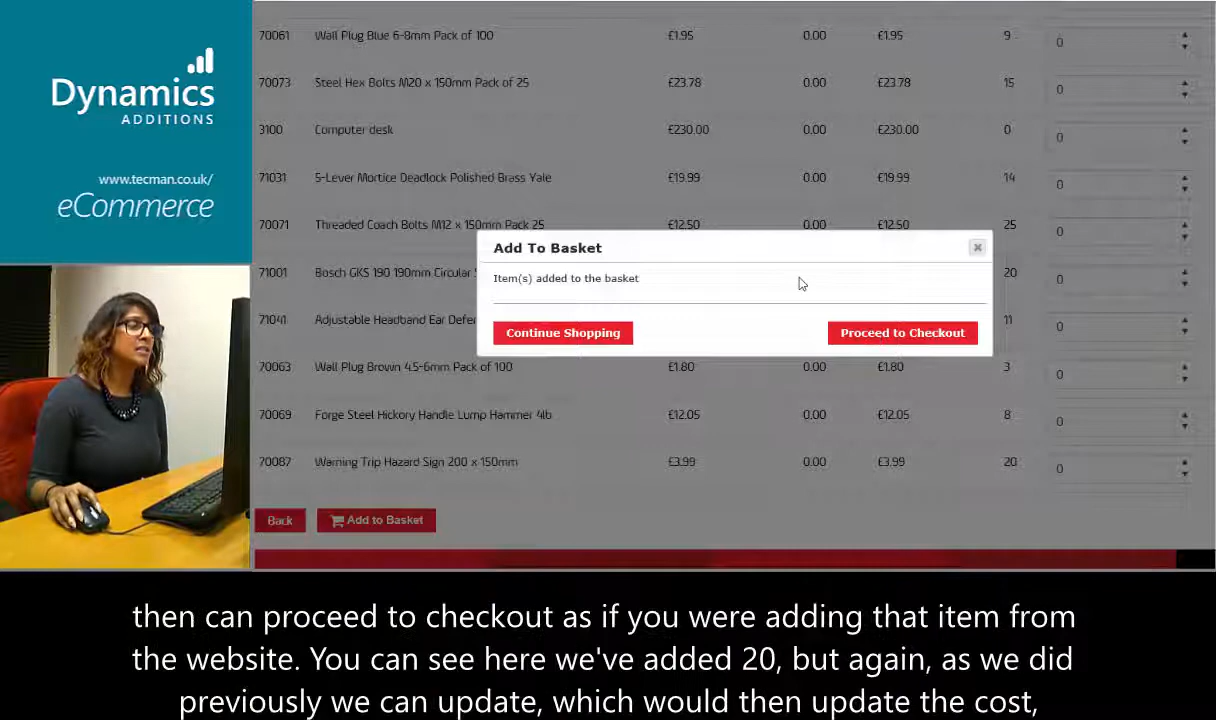 Dynamics
ADDITIONS
www.tecman.co.uk/
eCommerce
70061 Wall Plug Blue 6-8mm Pack of 100 £1.95 0.00 £1.95 9 0
70073 Steel Hex Bolts M20 x 150mm Pack of 25 £23.78 0.00 £23.78 15 0
3100 Computer desk £230.00 0.00 £230.00 0 0
71031 5-Lever Mortice Deadlock Polished Brass Yale £19.99 0.00 £19.99 14 0
70071 Threaded Coach Bolts M12 x 150mm Pack 25 £12.50 0.00 £12.50 25 0
71001 Bosch GKS 190 190mm Circular 20 0
71041 Adjustable Headband Ear Defer 11 0
70063 Wall Plug Brown 4.5-6mm Pack of 100 £1.80 0.00 £1.80 3 0
70069 Forge Steel Hickory Handle Lump Hammer 4lb £12.05 0.00 £12.05 8 0
70087 Warning Trip Hazard Sign 200 x 150mm £3.99 0.00 £3.99 20 0
Add To Basket
Item(s) added to the basket
Continue Shopping Proceed to Checkout
Back Add to Basket
then can proceed to checkout as if you were adding that item from
the website. You can see here we've added 20, but again, as we did
previously we can update, which would then update the cost,